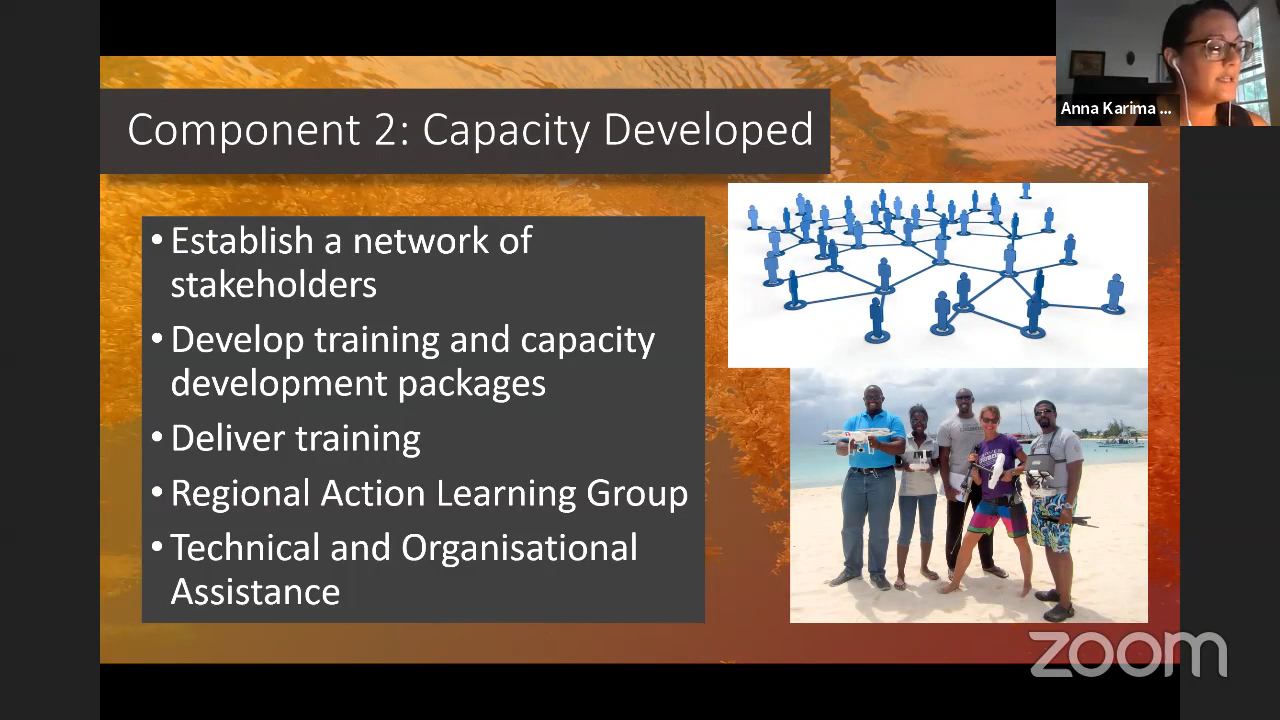 Component 2: Capacity Developed
Anna Karima ...
• Establish a network of
stakeholders
• Develop training and capacity
development packages
• Deliver training
• Regional Action Learning Group
• Technical and Organisational
Assistance
zoom